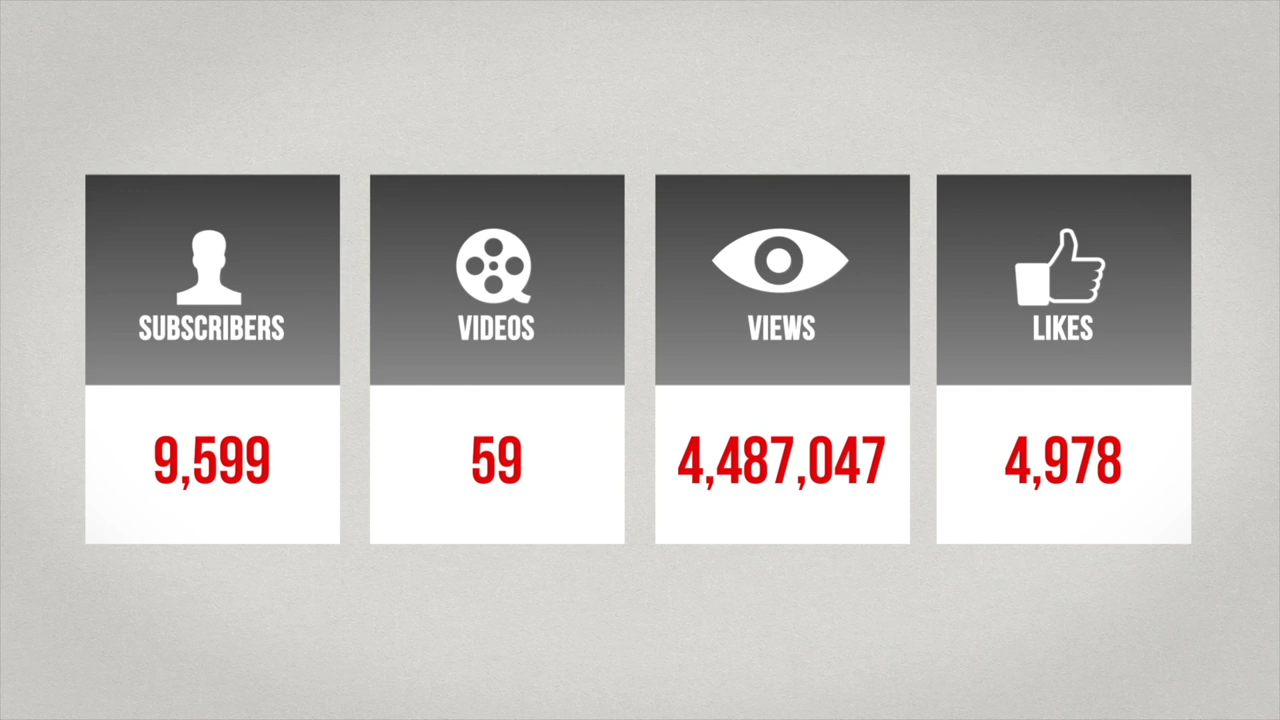 SUBSCRIBERS
9,599
VIDEOS
59
VIEWS
4,487,047
LIKES
4,978